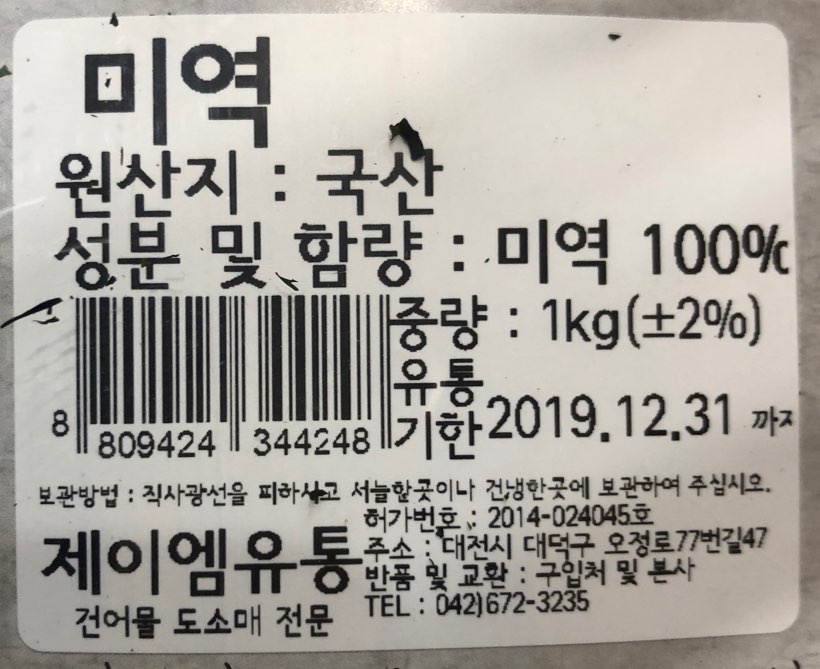 미역
원산지 : 국산
성분 및 함량 : 미역 100%
중량 : 1kg(±2%)
유통
기한 2019.12.31 까지
8 809424 344248
보관방법 : 직사광선을 피하시고 서늘한곳이나 건냉한곳에 보관하여 주십시오.
제이엠유통
건어물 도소매 전문
허가번호 : 2014-024045호
주소 : 대전시 대덕구 오정로77번길47
반품 및 교환 : 구입처 및 본사
TEL : 042)672-3235